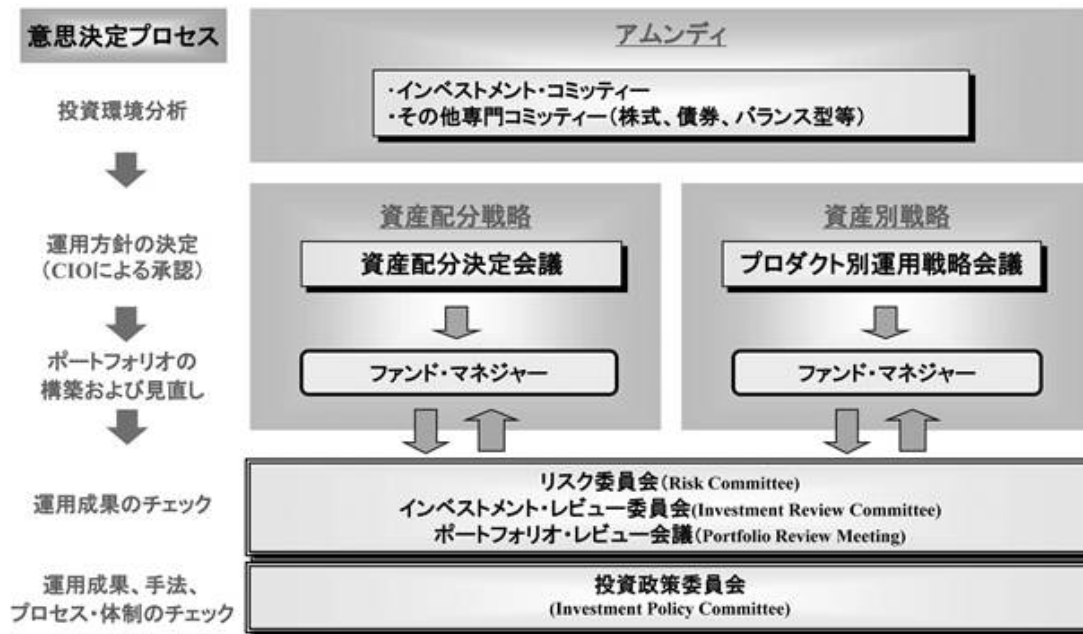 意思決定プロセス
アムンディ
投資環境分析
・インベストメント・コミッティー
・その他専門コミッティー（株式、債券、バランス型等）
資産配分戦略
資産別戦略
運用方針の決定
（CIOによる承認）
資産配分決定会議
プロダクト別運用戦略会議
ポートフォリオの
構築および見直し
ファンド・マネジャー
ファンド・マネジャー
運用成果のチェック
リスク委員会(Risk Committee)
インベストメント・レビュー委員会(Investment Review Committee)
ポートフォリオ・レビュー会議(Portfolio Review Meeting)
運用成果、手法、
プロセス・体制のチェック
投資政策委員会
(Investment Policy Committee)